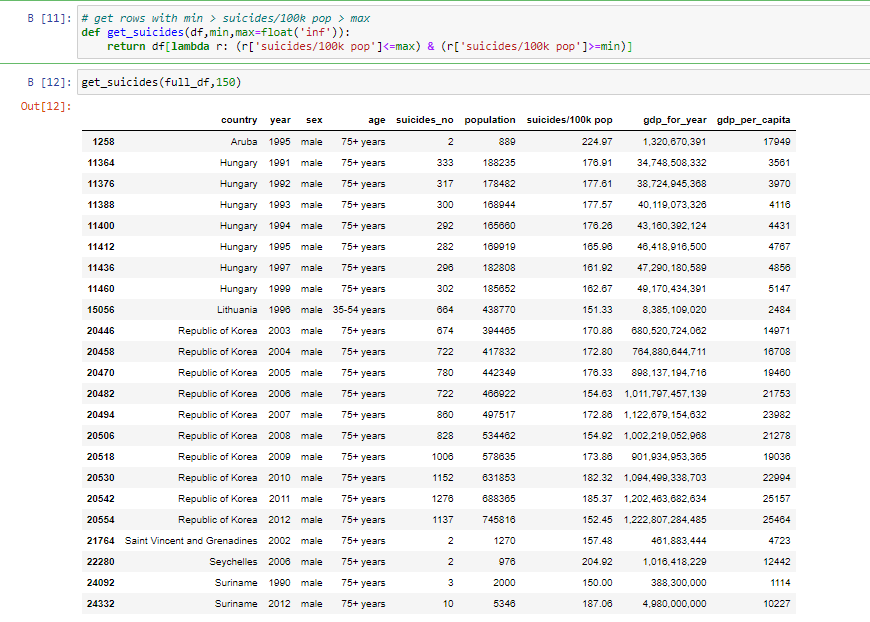 B [11]: # get rows with min > suicides/100k pop > max
def get_suicides(df,min,max=float('inf')):
return df[lambda r: (r['suicides/100k pop']<=max) & (r['suicides/100k pop']>=min)]
B [12]: get_suicides(full_df,150)
Out[12]:
country year sex age suicides_no population suicides/100k pop gdp_for_year gdp_per_capita
1258 Aruba 1995 male 75+ years 2 889 224.97 1,320,670,391 17949
11364 Hungary 1991 male 75+ years 333 188235 176.91 34,748,508,332 3561
11376 Hungary 1992 male 75+ years 317 178482 177.61 38,724,945,368 3970
11388 Hungary 1993 male 75+ years 300 168944 177.57 40,119,073,326 4116
11400 Hungary 1994 male 75+ years 292 165660 176.26 43,160,392,124 4431
11412 Hungary 1995 male 75+ years 282 169919 165.96 46,418,916,500 4767
11436 Hungary 1997 male 75+ years 296 182808 161.92 47,290,180,589 4856
11460 Hungary 1999 male 75+ years 302 185652 162.67 49,170,434,391 5147
15056 Lithuania 1996 male 35-54 years 664 438770 151.33 8,385,109,020 2484
20446 Republic of Korea 2003 male 75+ years 674 394465 170.86 680,520,724,062 14971
20458 Republic of Korea 2004 male 75+ years 722 417832 172.80 764,880,644,711 16708
20470 Republic of Korea 2005 male 75+ years 780 442349 176.33 898,137,194,716 19460
20482 Republic of Korea 2006 male 75+ years 722 466922 154.63 1,011,797,457,139 21753
20494 Republic of Korea 2007 male 75+ years 860 497517 172.86 1,122,679,154,632 23982
20506 Republic of Korea 2008 male 75+ years 828 534462 154.92 1,002,219,052,968 21278
20518 Republic of Korea 2009 male 75+ years 1006 578635 173.86 901,934,953,365 19036
20530 Republic of Korea 2010 male 75+ years 1152 631853 182.32 1,094,499,338,703 22994
20542 Republic of Korea 2011 male 75+ years 1276 688365 185.37 1,202,463,682,634 25157
20554 Republic of Korea 2012 male 75+ years 1137 745816 152.45 1,222,807,284,485 25464
21764 Saint Vincent and Grenadines 2002 male 75+ years 2 1270 157.48 461,883,444 4723
22280 Seychelles 2006 male 75+ years 2 976 204.92 1,016,418,229 12442
24092 Suriname 1990 male 75+ years 3 2000 150.00 388,300,000 1114
24332 Suriname 2012 male 75+ years 10 5346 187.06 4,980,000,000 10227